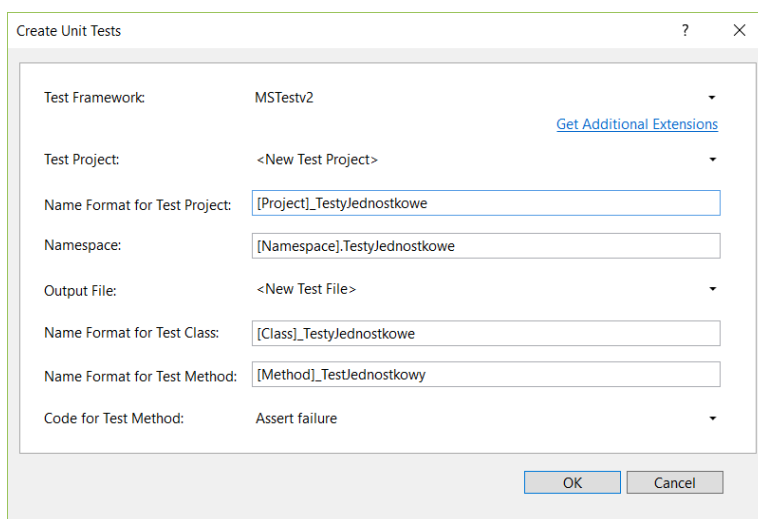 Create Unit Tests ?
Test Framework: MSTestv2
Get Additional Extensions
Test Project: <New Test Project>
Name Format for Test Project: [Project]_TestyJednostkowe
Namespace: [Namespace].TestyJednostkowe
Output File: <New Test File>
Name Format for Test Class: [Class]_TestyJednostkowe
Name Format for Test Method: [Method]_TestJednostkowy
Code for Test Method: Assert failure
OK Cancel